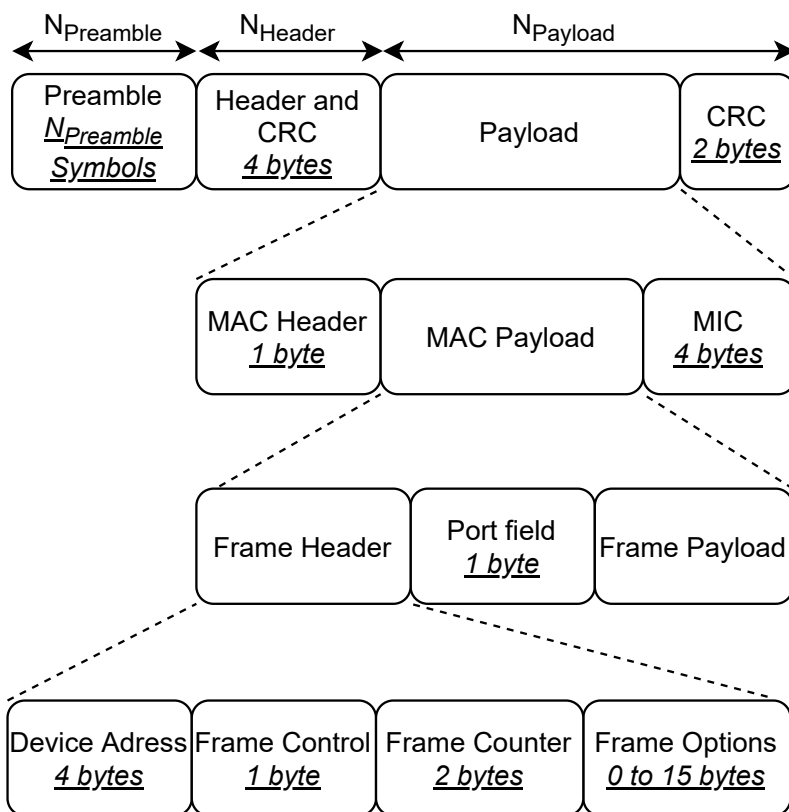 NPreamble NHeader NPayload
Preamble
NPreamble
Symbols
Header and
CRC
4 bytes
Payload
CRC
2 bytes
MAC Header
1 byte
MAC Payload
MIC
4 bytes
Frame Header
Port field
1 byte
Frame Payload
Device Adress
4 bytes
Frame Control
1 byte
Frame Counter
2 bytes
Frame Options
0 to 15 bytes